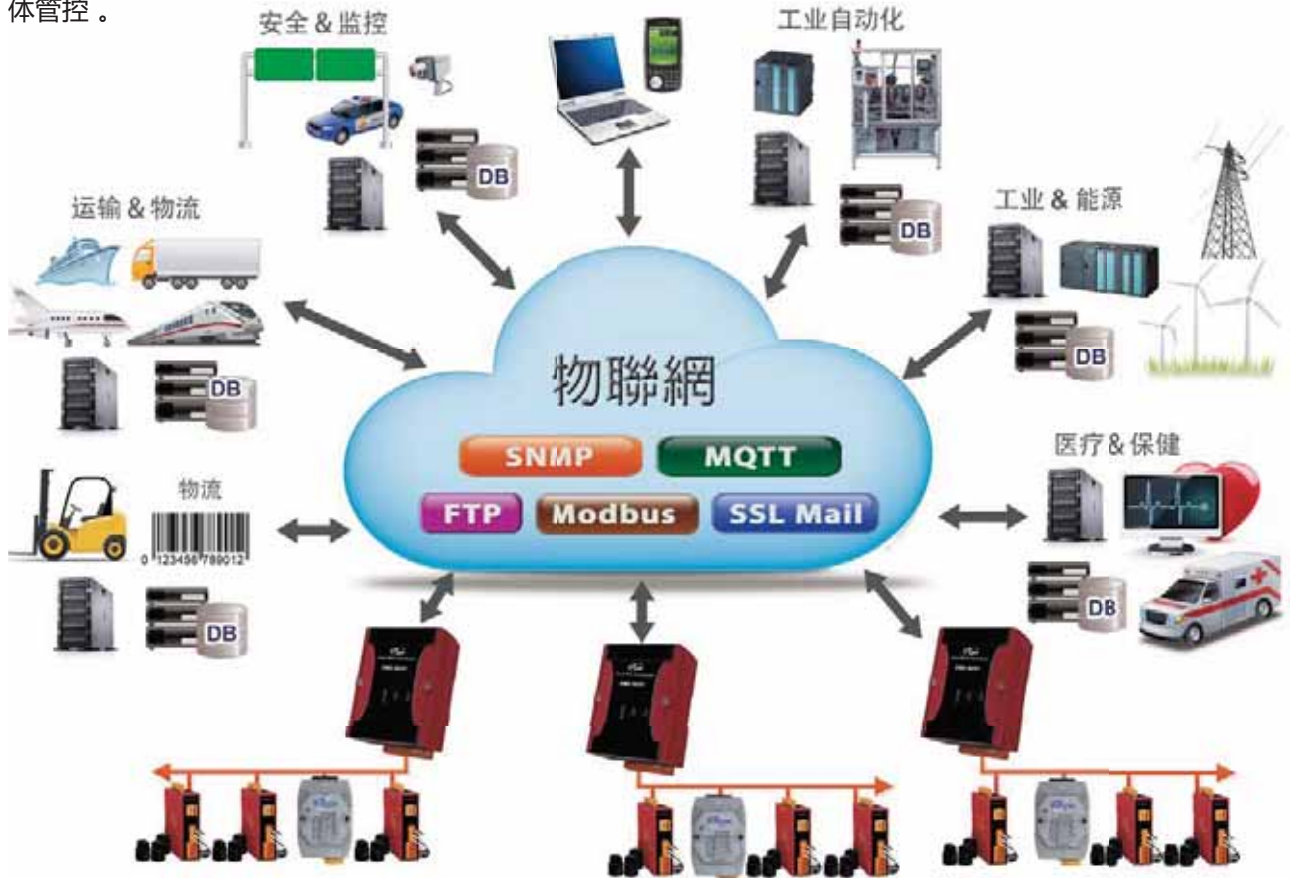 体管控。
安全 & 监控
工业自动化
DB
DB
运输 & 物流
工业 & 能源
DB
DB
物聯網
SNMP
MQTT
医疗 & 保健
物流
FTP
Modbus
SSL Mail
0 123456 789012
DB
DB